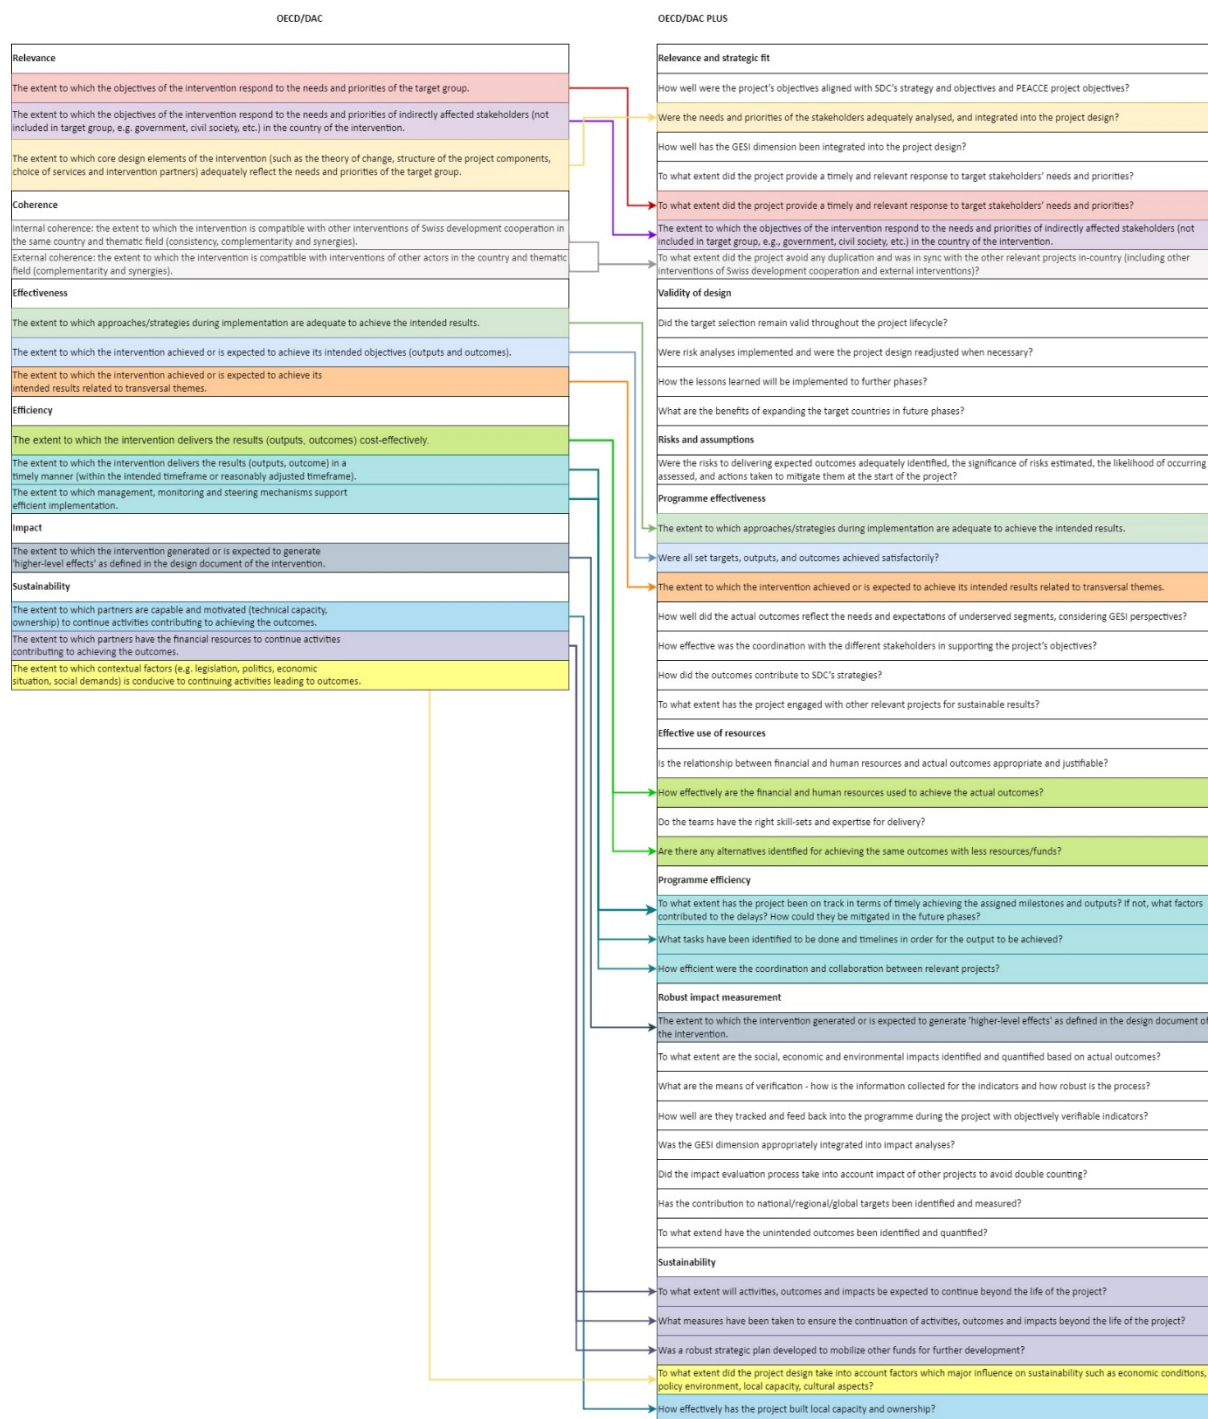 OECD/DAC
Relevance
The extent to which the objectives of the intervention respond to the needs and priorities of the target group.
The extent to which the objectives of the intervention respond to the needs and priorities of indirectly affected stakeholders (not
included in target group, e.g. government, civil society, etc.) in the country of the intervention.
The extent to which core design elements of the intervention (such as the theory of change, structure of the project components,
choice of services and intervention partners) adequately reflect the needs and priorities of the target group.
Coherence
Internal coherence: the extent to which the intervention is compatible with other interventions of Swiss development cooperation in
the same country and thematic field (consistency, complementarity and synergies).
External coherence: the extent to which the intervention is compatible with interventions of other actors in the country and thematic
field (complementarity and synergies).
Effectiveness
The extent to which approaches/strategies during implementation are adequate to achieve the intended results.
The extent to which the intervention achieved or is expected to achieve its intended objectives (outputs and outcomes).
The extent to which the intervention achieved or is expected to achieve its
intended results related to transversal themes.
Efficiency
The extent to which the intervention delivers the results (outputs, outcomes) cost-effectively.
The extent to which the intervention delivers the results (outputs, outcome) in a
timely manner (within the intended timeframe or reasonably adjusted timeframe).
The extent to which management, monitoring and steering mechanisms support
efficient implementation.
Impact
The extent to which the intervention generated or is expected to generate
'higher-level effects' as defined in the design document of the intervention.
Sustainability
The extent to which partners are capable and motivated (technical capacity,
ownership) to continue activities contributing to achieving the outcomes.
The extent to which partners have the financial resources to continue activities
contributing to achieving the outcomes.
The extent to which contextual factors (e.g. legislation, politics, economic
situation, social demands) is conducive to continuing activities leading to outcomes.
OECD/DAC PLUS
Relevance and strategic fit
How well were the project's objectives aligned with SDC's strategy and objectives and PEACCE project objectives?
Were the needs and priorities of the stakeholders adequately analysed, and integrated into the project design?
How well has the GESI dimension been integrated into the project design?
To what extent did the project provide a timely and relevant response to target stakeholders' needs and priorities?
To what extent did the project provide a timely and relevant response to target stakeholders' needs and priorities?
The extent to which the objectives of the intervention respond to the needs and priorities of indirectly affected stakeholders (not
included in target group, e.g., government, civil society, etc.) in the country of the intervention.
To what extent did the project avoid any duplication and was in sync with the other relevant projects in-country (including other
interventions of Swiss development cooperation and external interventions)?
Validity of design
Did the target selection remain valid throughout the project lifecycle?
Were risk analyses implemented and were the project design readjusted when necessary?
How the lessons learned will be implemented to further phases?
What are the benefits of expanding the target countries in future phases?
Risks and assumptions
Were the risks to delivering expected outcomes adequately identified, the significance of risks estimated, the likelihood of occurring
assessed, and actions taken to mitigate them at the start of the project?
Programme effectiveness
The extent to which approaches/strategies during implementation are adequate to achieve the intended results.
Were all set targets, outputs, and outcomes achieved satisfactorily?
The extent to which the intervention achieved or is expected to achieve its intended results related to transversal themes.
How well did the actual outcomes reflect the needs and expectations of underserved segments, considering GESI perspectives?
How effective was the coordination with the different stakeholders in supporting the project's objectives?
How did the outcomes contribute to SDC's strategies?
To what extent has the project engaged with other relevant projects for sustainable results?
Effective use of resources
Is the relationship between financial and human resources and actual outcomes appropriate and justifiable?
How effectively are the financial and human resources used to achieve the actual outcomes?
Do the teams have the right skill-sets and expertise for delivery?
Are there any alternatives identified for achieving the same outcomes with less resources/funds?
Programme efficiency
To what extent has the project been on track in terms of timely achieving the assigned milestones and outputs? If not, what factors
contributed to the delays? How could they be mitigated in the future phases?
What tasks have been identified to be done and timelines in order for the output to be achieved?
How efficient were the coordination and collaboration between relevant projects?
Robust impact measurement
The extent to which the intervention generated or is expected to generate 'higher-level effects' as defined in the design document of
the intervention.
To what extent are the social, economic and environmental impacts identified and quantified based on actual outcomes?
What are the means of verification - how is the information collected for the indicators and how robust is the process?
How well are they tracked and feed back into the programme during the project with objectively verifiable indicators?
Was the GESI dimension appropriately integrated into impact analyses?
Did the impact evaluation process take into account impact of other projects to avoid double counting?
Has the contribution to national/regional/global targets been identified and measured?
To what extend have the unintended outcomes been identified and quantified?
Sustainability
To what extent will activities, outcomes and impacts be expected to continue beyond the life of the project?
What measures have been taken to ensure the continuation of activities, outcomes and impacts beyond the life of the project?
Was a robust strategic plan developed to mobilize other funds for further development?
To what extent did the project design take into account factors which major influence on sustainability such as economic conditions,
policy environment, local capacity, cultural aspects?
How effectively has the project built local capacity and ownership?